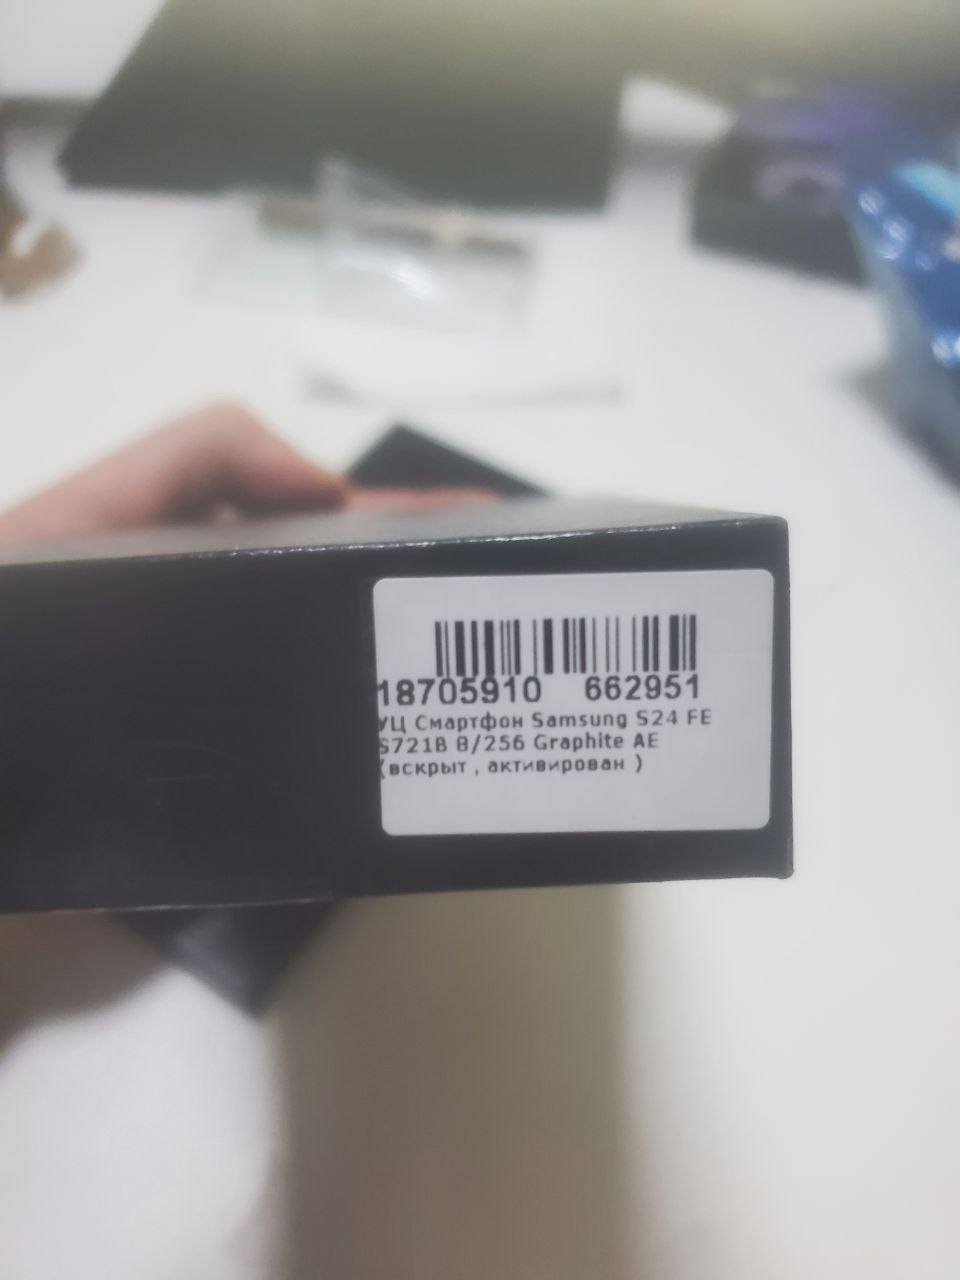 18705910 662951
УЦ Смартфон Samsung S24 FE
S721B 8/256 Graphite AE
(вскрыт , активирован )